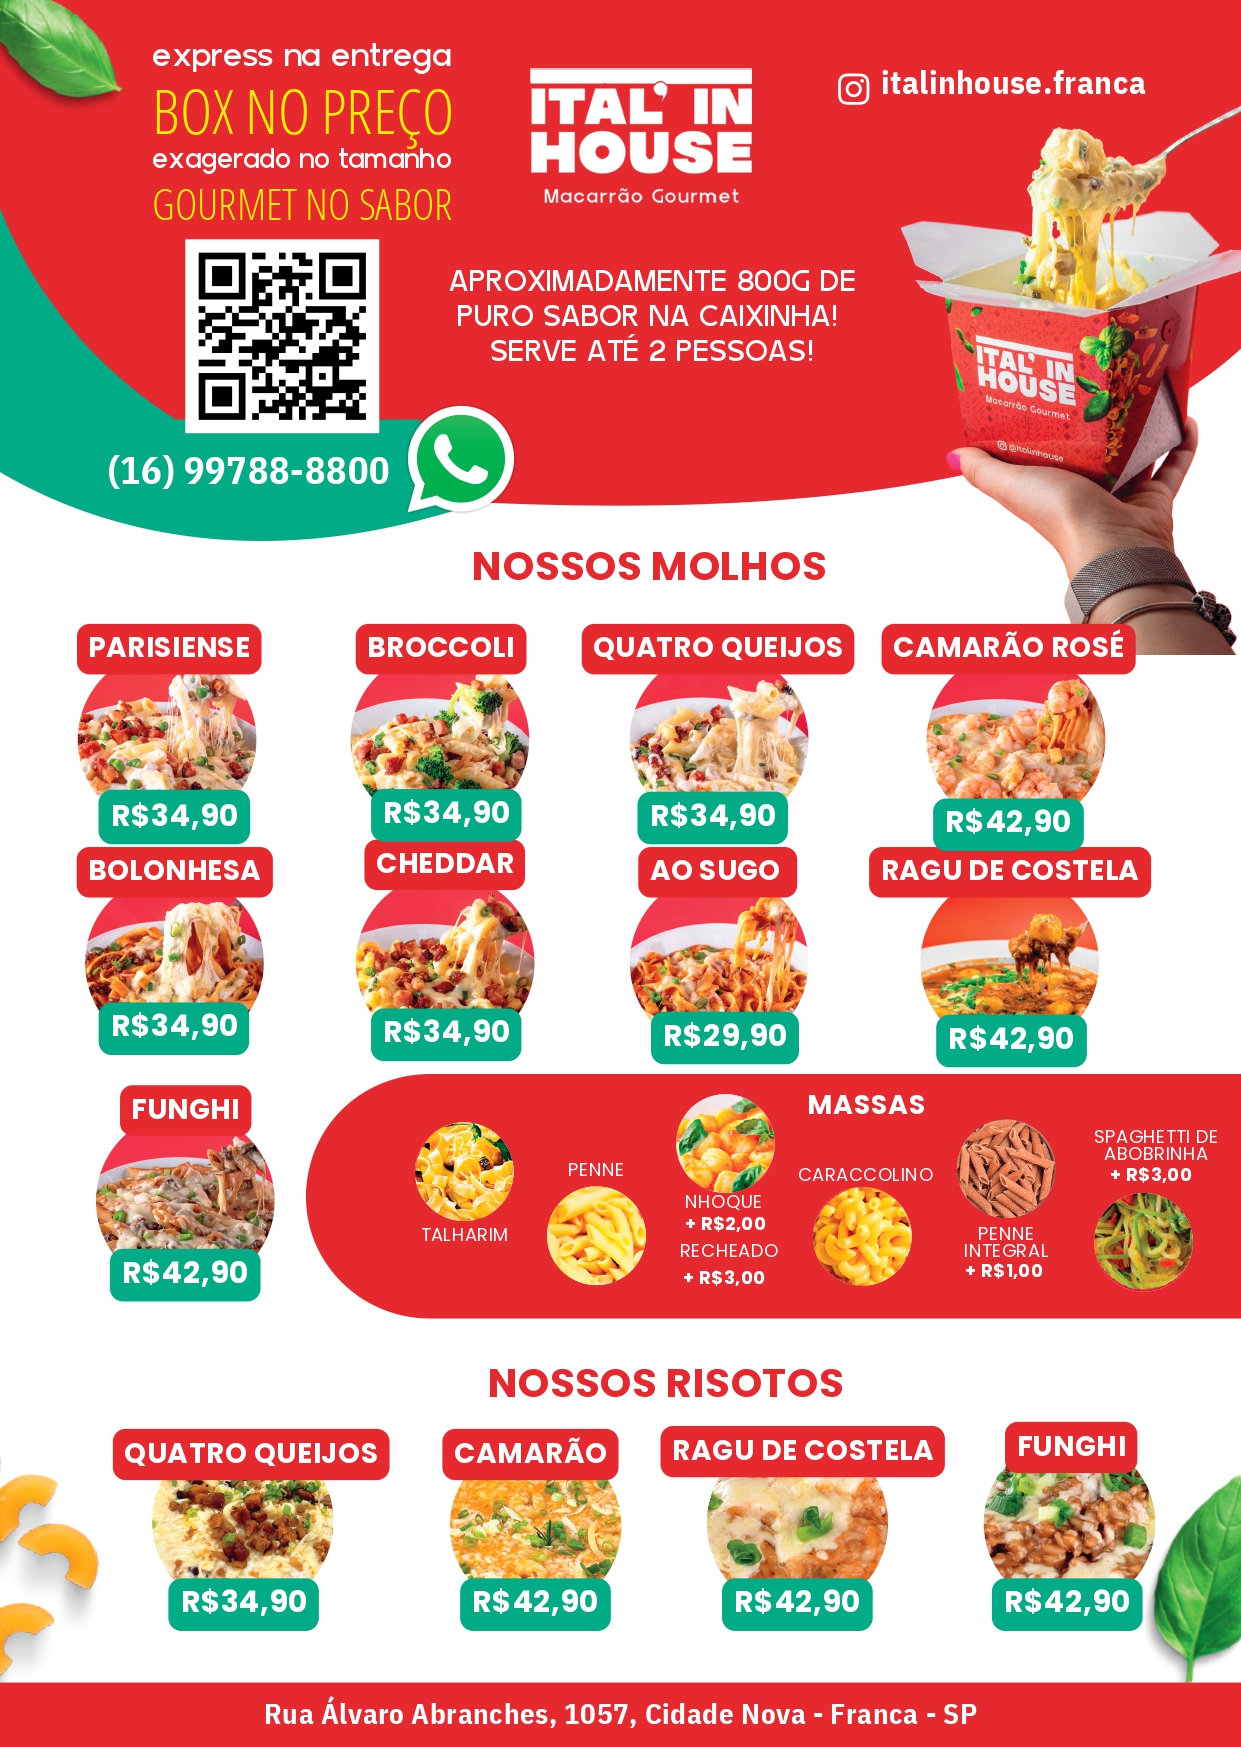 express na entrega
BOX NO PREÇO
exagerado no tamanho
GOURMET NO SABOR
ITAL' IN
HOUSE
Macarrão Gourmet
italinhouse.franca
APROXIMADAMENTE 800G DE
PURO SABOR NA CAIXINHA!
SERVE ATÉ 2 PESSOAS!
ITAL' IN
HOUSE
Macarrão Gourmet
@italinhouse
(16) 99788-8800
NOSSOS MOLHOS
PARISIENSE
R$34,90
BROCCOLI
R$34,90
QUATRO QUEIJOS
R$34,90
CAMARÃO ROSÉ
R$42,90
BOLONHESA
R$34,90
CHEDDAR
R$34,90
AO SUGO
R$29,90
RAGU DE COSTELA
R$42,90
FUNGHI
R$42,90
MASSAS
TALHARIM
PENNE
NHOQUE
+ R$2,00
RECHEADO
+ R$3,00
CARACCOLINO
PENNE
INTEGRAL
+ R$1,00
SPAGHETTI DE
ABOBRINHA
+ R$3,00
NOSSOS RISOTOS
QUATRO QUEIJOS
R$34,90
CAMARÃO
R$42,90
RAGU DE COSTELA
R$42,90
FUNGHI
R$42,90
Rua Álvaro Abranches, 1057, Cidade Nova - Franca - SP